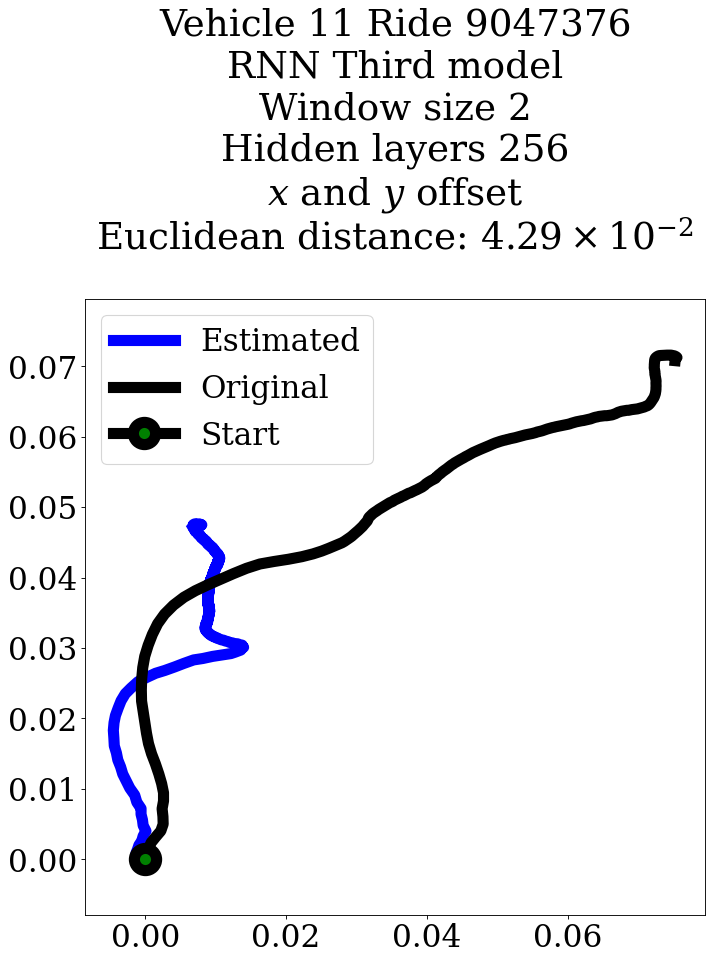 Vehicle 11 Ride 9047376
RNN Third model
Window size 2
Hidden layers 256
x and y offset
Euclidean distance: 4.29 × 10⁻²
Estimated
Original
Start
0.07
0.06
0.05
0.04
0.03
0.02
0.01
0.00
0.00 0.02 0.04 0.06